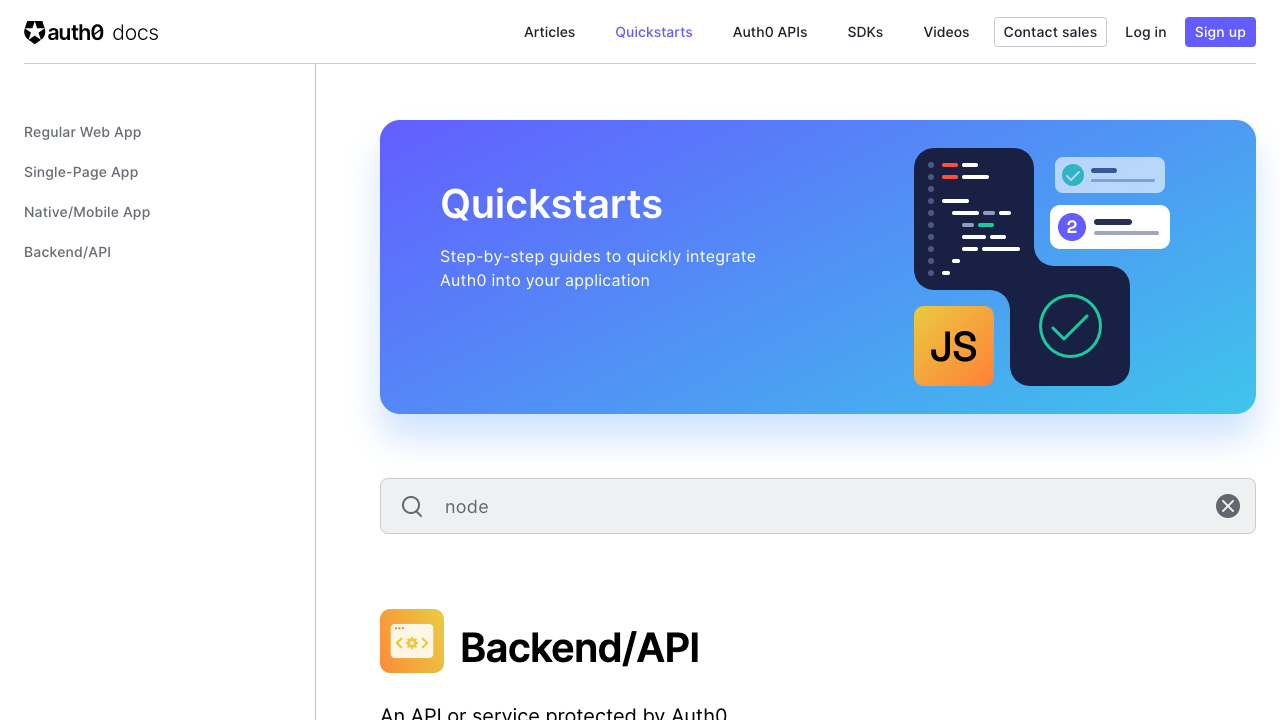 auth0 docs
Articles
Quickstarts
Auth0 APIs
SDKs
Videos
Contact sales
Log in
Sign up
Regular Web App
Single-Page App
Native/Mobile App
Backend/API
Quickstarts
Step-by-step guides to quickly integrate
Auth0 into your application
2
JS
node
Backend/API
An API or service protected by Auth0